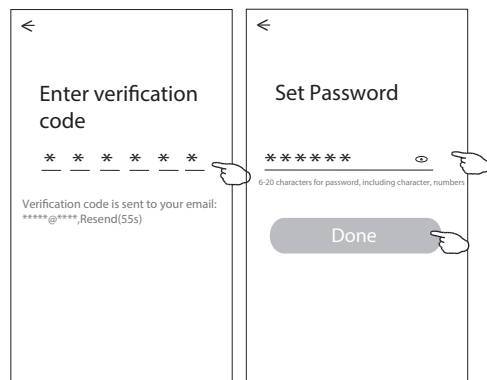 Enter verification
code
* * * * * *
Verification code is sent to your email:
*****@****,Resend(55s)
Set Password
******
6-20 characters for password, including character, numbers
Done